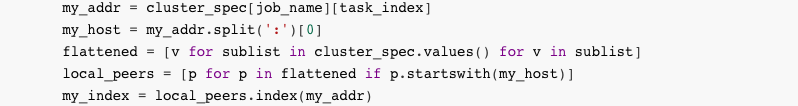 my_addr = cluster_spec[job_name][task_index]
my_host = my_addr.split(':')[0]
flattened = [v for sublist in cluster_spec.values() for v in sublist]
local_peers = [p for p in flattened if p.startswith(my_host)]
my_index = local_peers.index(my_addr)